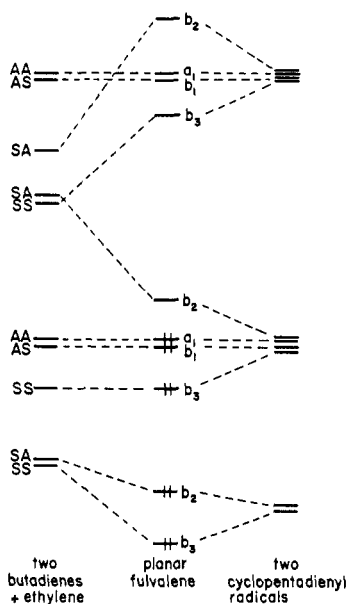 b₂
AA a₁
AS b₁
b₃
SA
SA
SS
b₂
AA a₁
AS b₁
SS b₃
SA
SS b₂
b₃
two planar two
butadienes fulvalene cyclopentadienyl
+ ethylene radicals